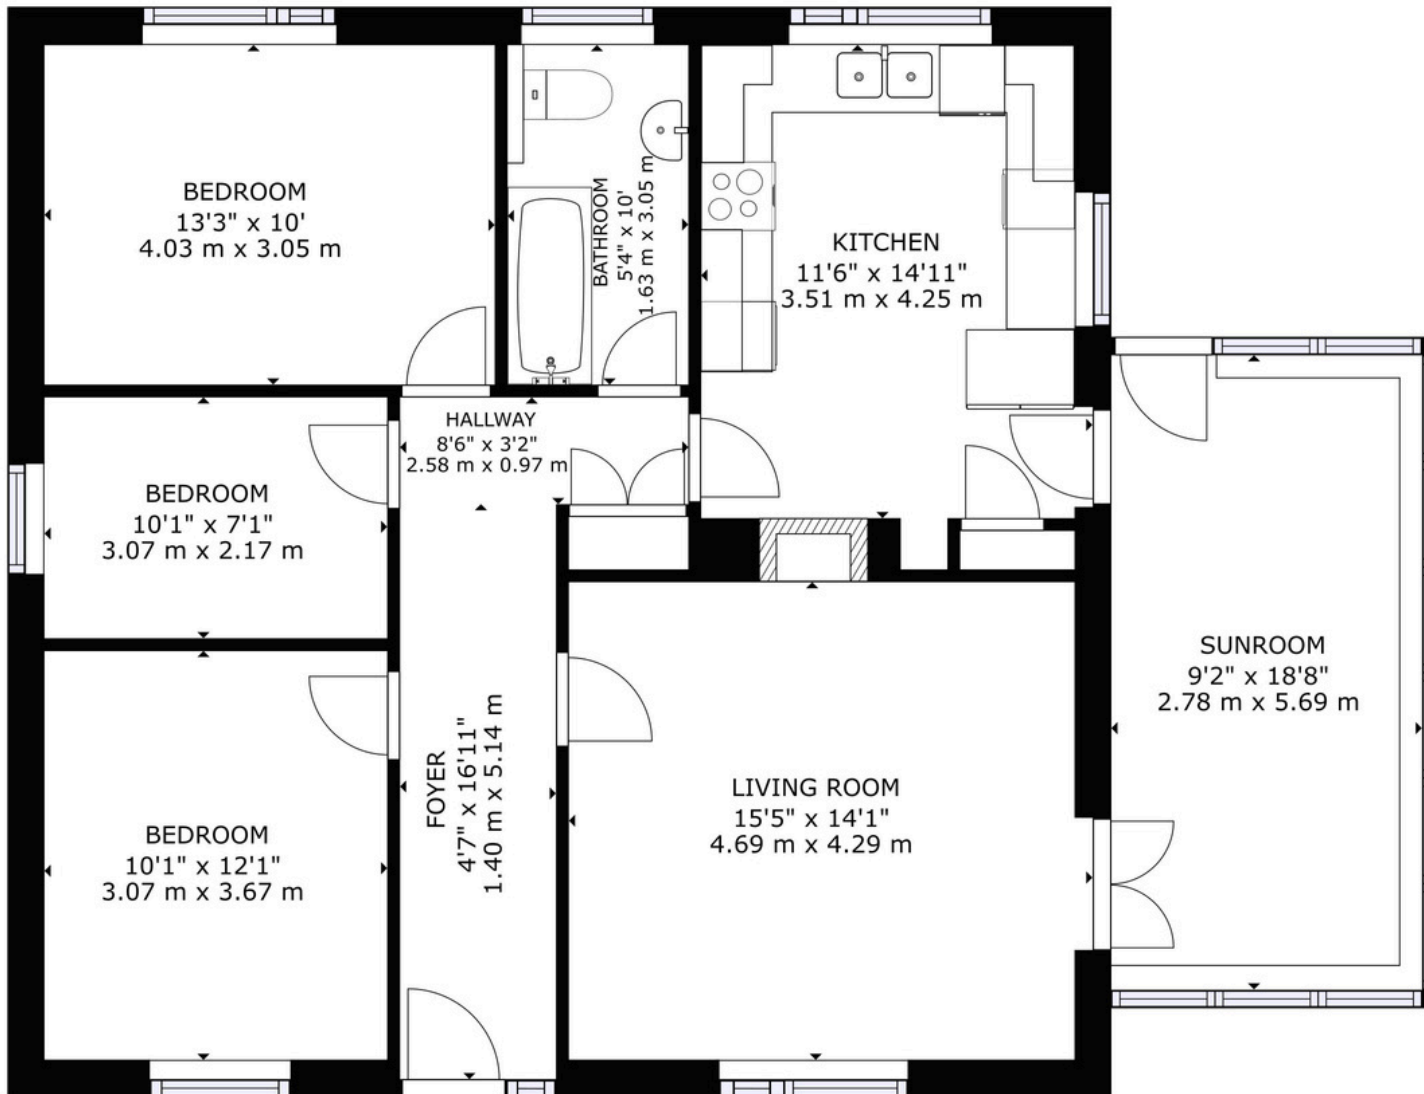 BEDROOM
13'3" x 10'
4.03 m x 3.05 m
BATHROOM
5'4" x 10'
1.63 m x 3.05 m
KITCHEN
11'6" x 14'11"
3.51 m x 4.25 m
HALLWAY
8'6" x 3'2"
2.58 m x 0.97 m
BEDROOM
10'1" x 7'1"
3.07 m x 2.17 m
SUNROOM
9'2" x 18'8"
2.78 m x 5.69 m
FOYER
4'7" x 16'11"
1.40 m x 5.14 m
LIVING ROOM
15'5" x 14'1"
4.69 m x 4.29 m
BEDROOM
10'1" x 12'1"
3.07 m x 3.67 m